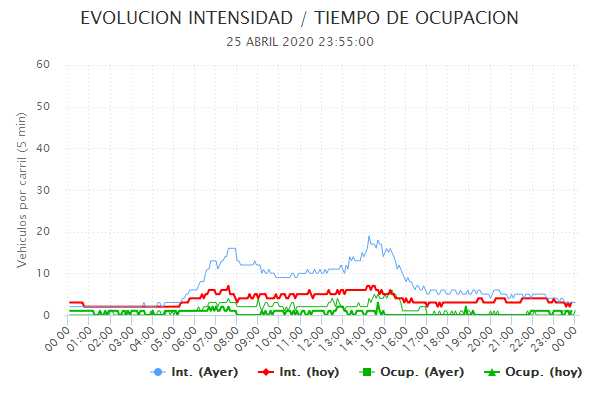 EVOLUCION INTENSIDAD / TIEMPO DE OCUPACION
25 ABRIL 2020 23:55:00
Vehiculos por carril (5 min)
60
50
40
30
20
10
0
00:00 01:00 02:00 03:00 04:00 05:00 06:00 07:00 08:00 09:00 10:00 11:00 12:00 13:00 14:00 15:00 16:00 17:00 18:00 19:00 20:00 21:00 22:00 23:00 00:00
Int. (Ayer) Int. (hoy) Ocup. (Ayer) Ocup. (hoy)